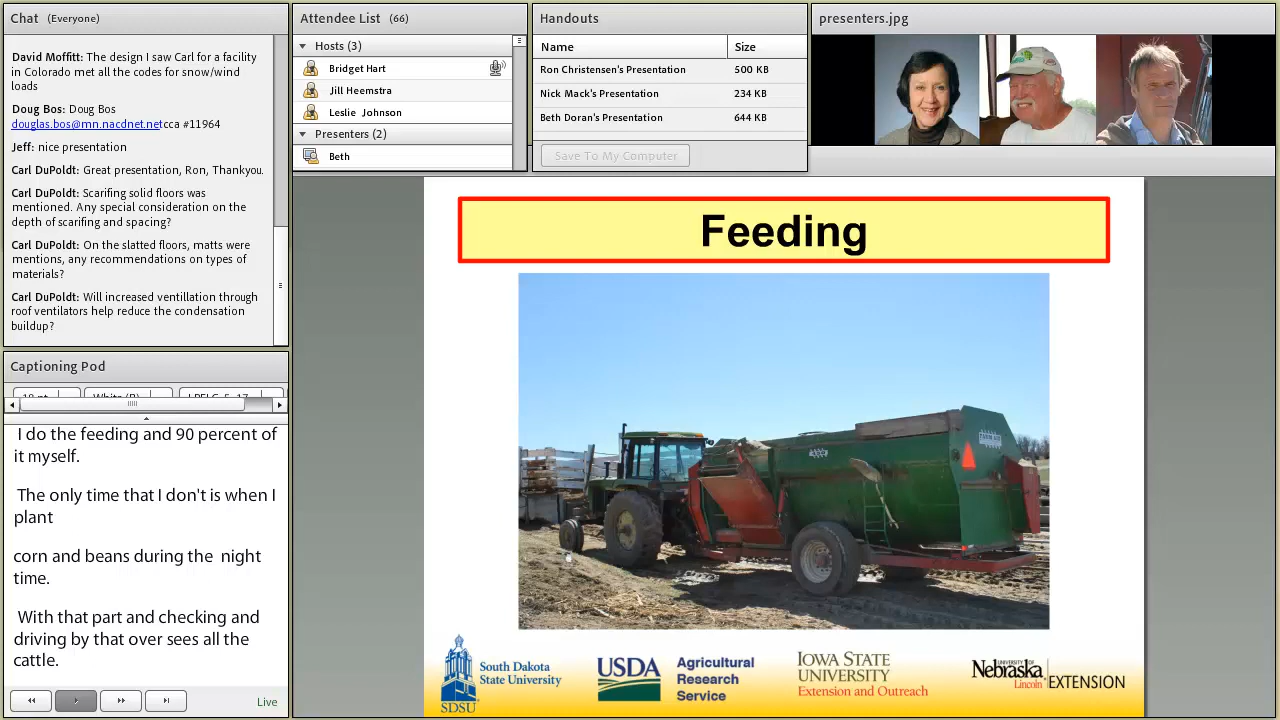 Chat (Everyone)
David Moffitt: The design I saw Carl for a facility
in Colorado met all the codes for snow/wind
loads
Doug Bos: Doug Bos
douglas.bos@mn.nacdnet.netcca #11964
Jeff: nice presentation
Carl DuPoldt: Great presentation, Ron, Thankyou.
Carl DuPoldt: Scarifing solid floors was
mentioned. Any special consideration on the
depth of scarifing and spacing?
Carl DuPoldt: On the slatted floors, matts were
mentions, any recommendations on types of
materials?
Carl DuPoldt: Will increased ventillation through
roof ventilators help reduce the condensation
buildup?
Captioning Pod
I do the feeding and 90 percent of
it myself.
The only time that I don't is when I
plant
corn and beans during the night
time.
With that part and checking and
driving by that over sees all the
cattle.
Live
Attendee List (66)
Hosts (3)
Bridget Hart
Jill Heemstra
Leslie Johnson
Presenters (2)
Beth
Handouts
Name Size
Ron Christensen's Presentation 500 KB
Nick Mack's Presentation 234 KB
Beth Doran's Presentation 644 KB
Save To My Computer
presenters.jpg
Feeding
SDSU
South Dakota
State University
USDA
Agricultural
Research
Service
IOWA STATE
UNIVERSITY
Extension and Outreach
UNIVERSITY OF
Nebraska
Lincoln
EXTENSION